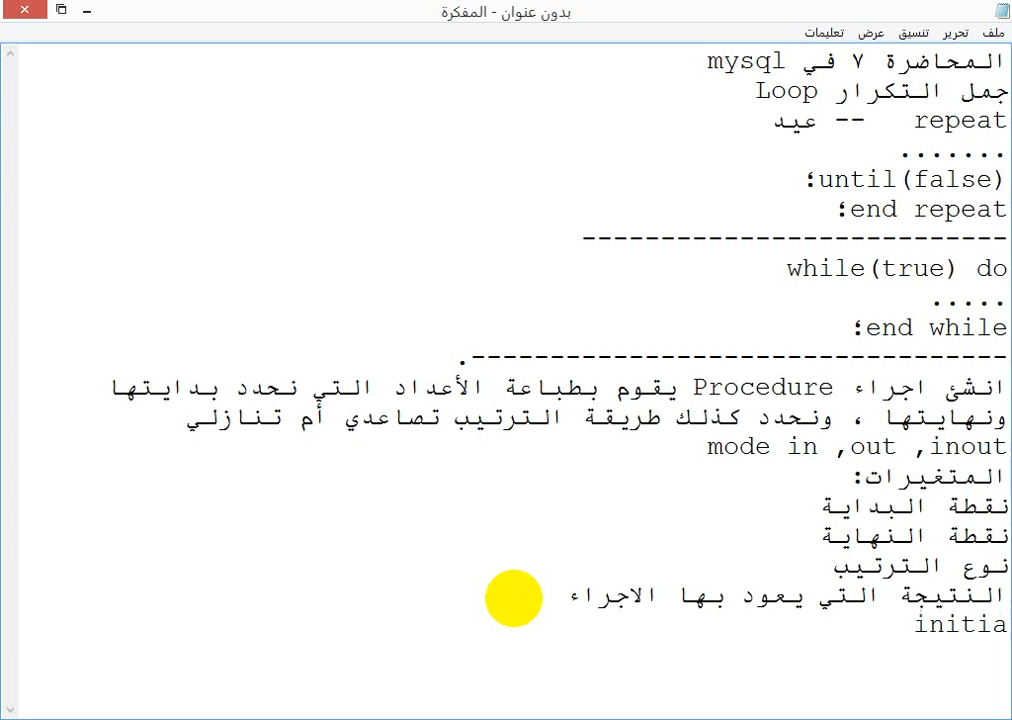 بدون عنوان - المفكرة
ملف تحرير تنسيق عرض تعليمات
المحاضرة ٧ في mysql
جمل التكرار Loop
repeat -- عيد
.......
until(false)؛
end repeat؛
---------------------------
while(true) do
.....
end while؛
----------------------------------.
انشئ اجراء Procedure يقوم بطباعة الأعداد التي نحدد بدايتها
ونهايتها ، ونحدد كذلك طريقة الترتيب تصاعدي أم تنازلي
mode in ,out ,inout
المتغيرات:
نقطة البداية
نقطة النهاية
نوع الترتيب
النتيجة التي يعود بها الاجراء
initia